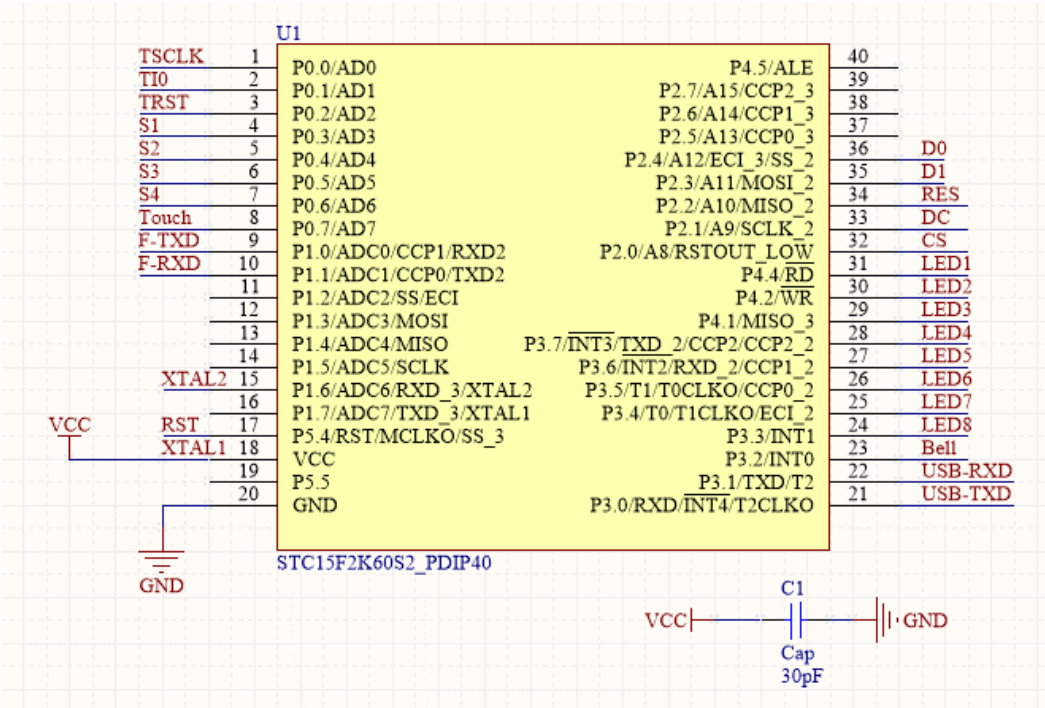 U1
TSCLK 1 P0.0/AD0 P4.5/ALE 40
TI0 2 P0.1/AD1 P2.7/A15/CCP2_3 39
TRST 3 P0.2/AD2 P2.6/A14/CCP1_3 38
S1 4 P0.3/AD3 P2.5/A13/CCP0_3 37
S2 5 P0.4/AD4 P2.4/A12/ECI_3/SS_2 36 D0
S3 6 P0.5/AD5 P2.3/A11/MOSI_2 35 D1
S4 7 P0.6/AD6 P2.2/A10/MISO_2 34 RES
Touch 8 P0.7/AD7 P2.1/A9/SCLK_2 33 DC
F-TXD 9 P1.0/ADC0/CCP1/RXD2 P2.0/A8/RSTOUT_LOW 32 CS
F-RXD 10 P1.1/ADC1/CCP0/TXD2 P4.4/RD 31 LED1
11 P1.2/ADC2/SS/ECI P4.2/WR 30 LED2
12 P1.3/ADC3/MOSI P4.1/MISO_3 29 LED3
13 P1.4/ADC4/MISO P3.7/INT3/TXD_2/CCP2/CCP2_2 28 LED4
14 P1.5/ADC5/SCLK P3.6/INT2/RXD_2/CCP1_2 27 LED5
XTAL2 15 P1.6/ADC6/RXD_3/XTAL2 P3.5/T1/T0CLKO/CCP0_2 26 LED6
16 P1.7/ADC7/TXD_3/XTAL1 P3.4/T0/T1CLKO/ECI_2 25 LED7
VCC RST 17 P5.4/RST/MCLKO/SS_3 P3.3/INT1 24 LED8
XTAL1 18 VCC P3.2/INT0 23 Bell
19 P5.5 P3.1/TXD/T2 22 USB-RXD
20 GND P3.0/RXD/INT4/T2CLKO 21 USB-TXD
STC15F2K60S2_PDIP40
GND
C1
VCC GND
Cap
30pF